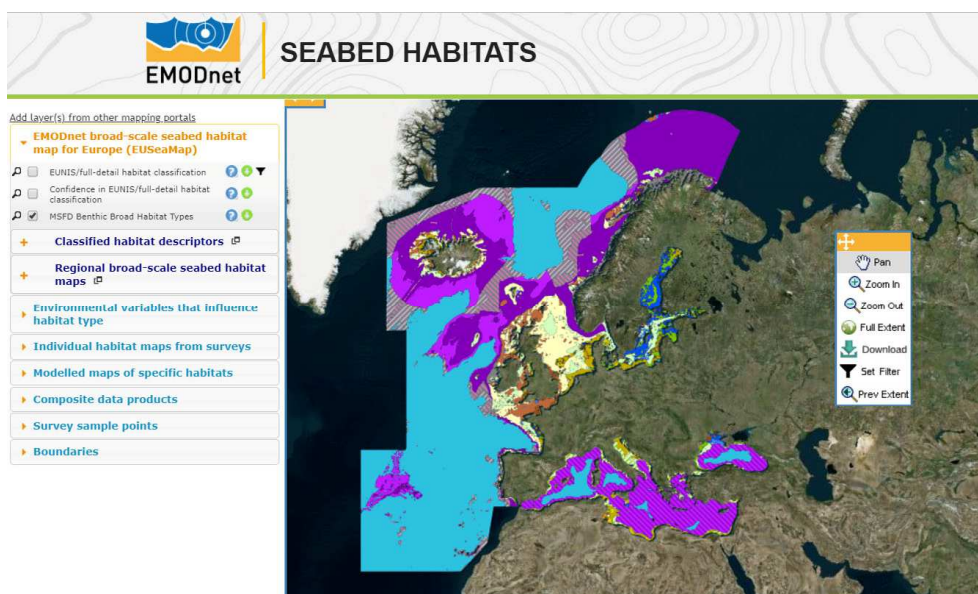 EMODnet
SEABED HABITATS
Add layer(s) from other mapping portals
EMODnet broad-scale seabed habitat
map for Europe (EUSeaMap)
EUNIS/full-detail habitat classification
Confidence in EUNIS/full-detail habitat
classification
MSFD Benthic Broad Habitat Types
Classified habitat descriptors
Regional broad-scale seabed habitat
maps
Environmental variables that influence
habitat type
Individual habitat maps from surveys
Modelled maps of specific habitats
Composite data products
Survey sample points
Boundaries
Pan
Zoom In
Zoom Out
Full Extent
Download
Set Filter
Prev Extent